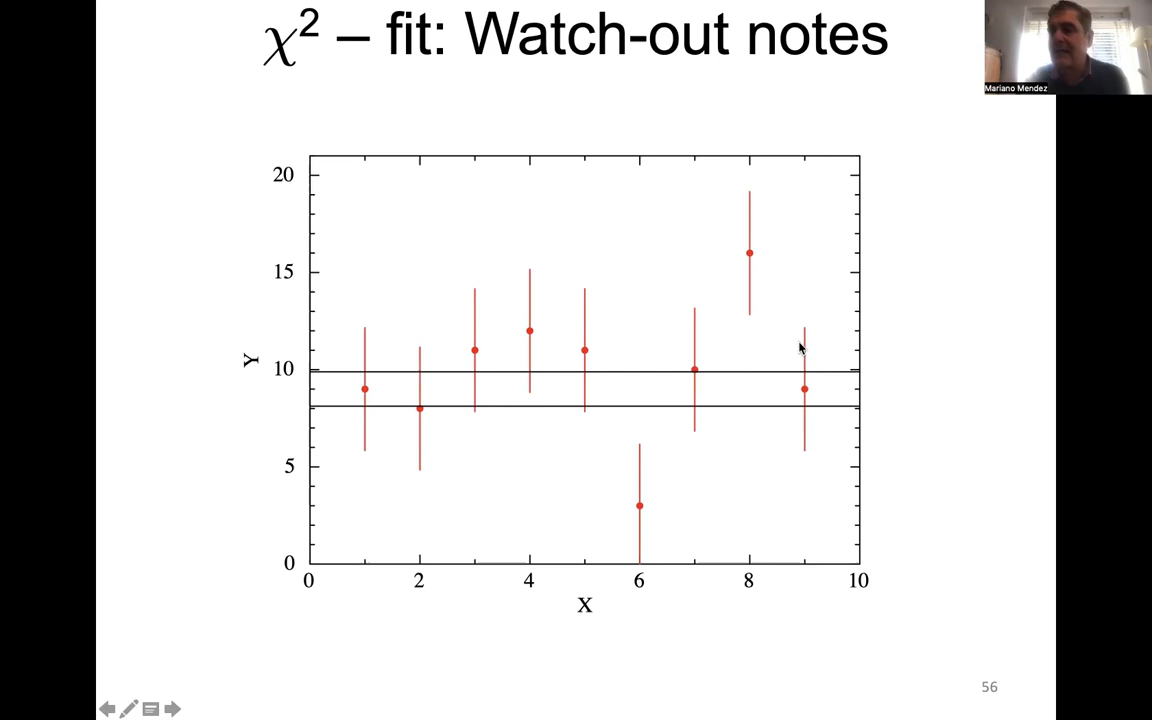 χ² – fit: Watch-out notes
Mariano Mendez
20
15
Y
10
5
0
0 2 4 6 8 10
X
56